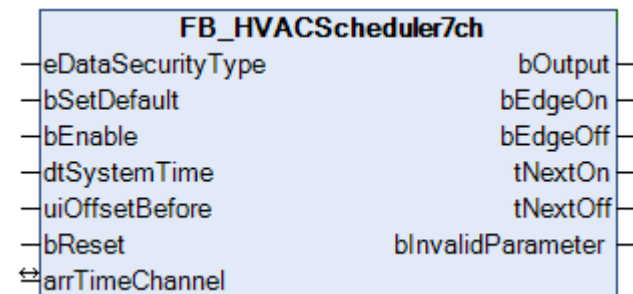 FB_HVACScheduler7ch
eDataSecurityType bOutput
bSetDefault bEdgeOn
bEnable bEdgeOff
dtSystemTime tNextOn
uiOffsetBefore tNextOff
bReset bInvalidParameter
arrTimeChannel